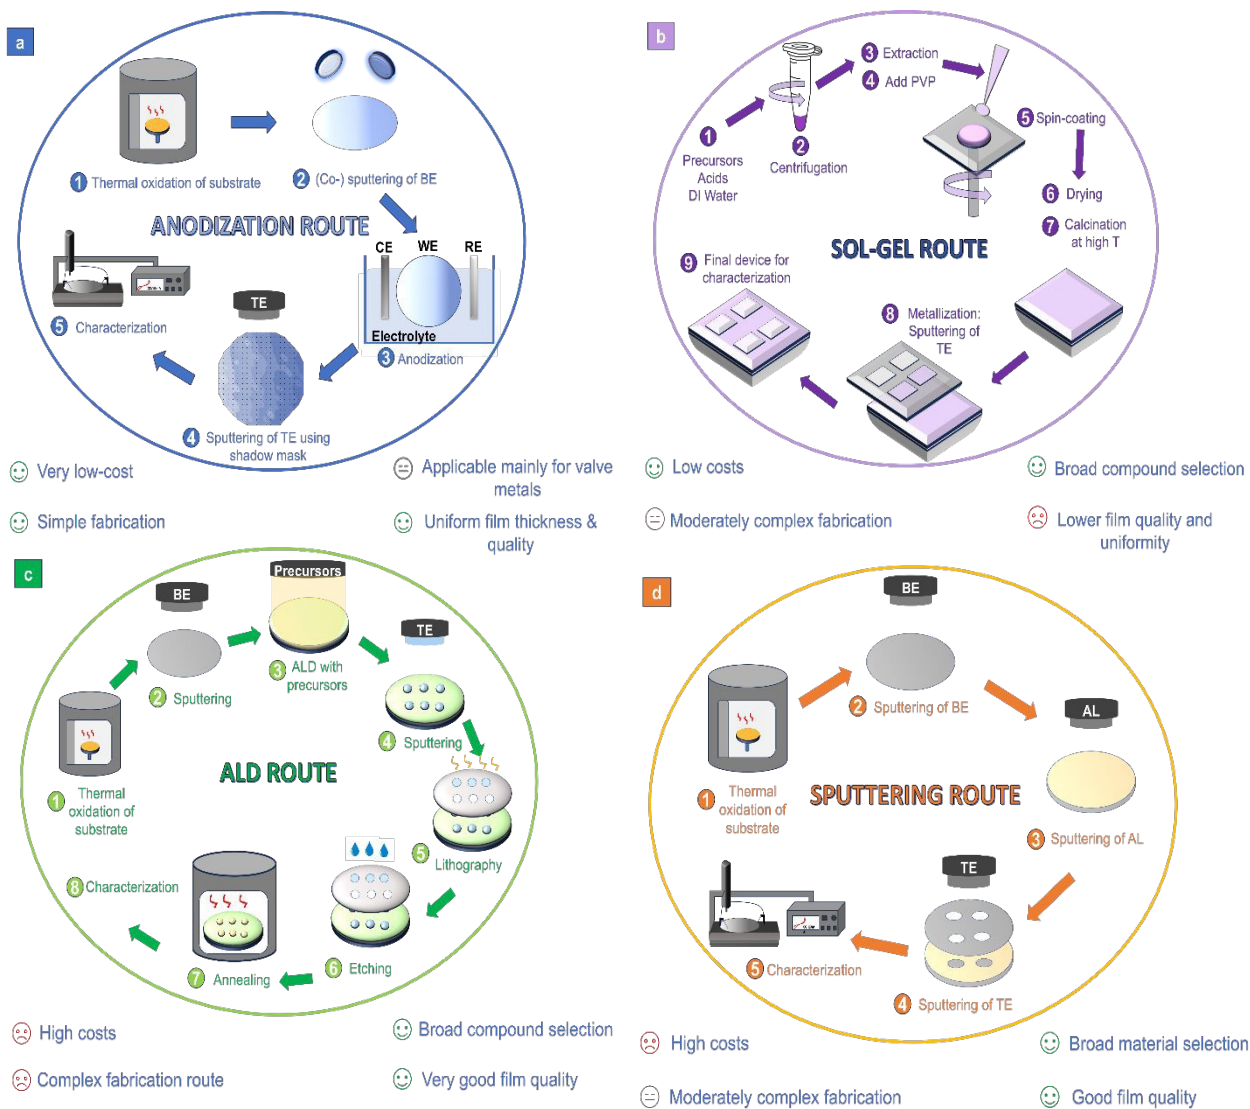 a
1 Thermal oxidation of substrate
2 (Co-) sputtering of BE
ANODIZATION ROUTE
CE WE RE
Electrolyte
3 Anodization
TE
4 Sputtering of TE using
shadow mask
5 Characterization
Very low-cost
Applicable mainly for valve
metals
Simple fabrication
Uniform film thickness &
quality
b
1
Precursors
Acids
DI Water
2
Centrifugation
3 Extraction
4 Add PVP
5 Spin-coating
6 Drying
7 Calcination
at high T
SOL-GEL ROUTE
8 Metallization:
Sputtering of
TE
9 Final device for
characterization
Low costs
Broad compound selection
Moderately complex fabrication
Lower film quality and
uniformity
c
1 Thermal
oxidation of
substrate
BE
2 Sputtering
Precursors
3 ALD with
precursors
TE
4 Sputtering
ALD ROUTE
5 Lithography
6 Etching
7 Annealing
8 Characterization
High costs
Broad compound selection
Complex fabrication route
Very good film quality
d
1 Thermal
oxidation of
substrate
BE
2 Sputtering of BE
AL
3 Sputtering of AL
SPUTTERING ROUTE
TE
4 Sputtering of TE
5 Characterization
High costs
Broad material selection
Moderately complex fabrication
Good film quality